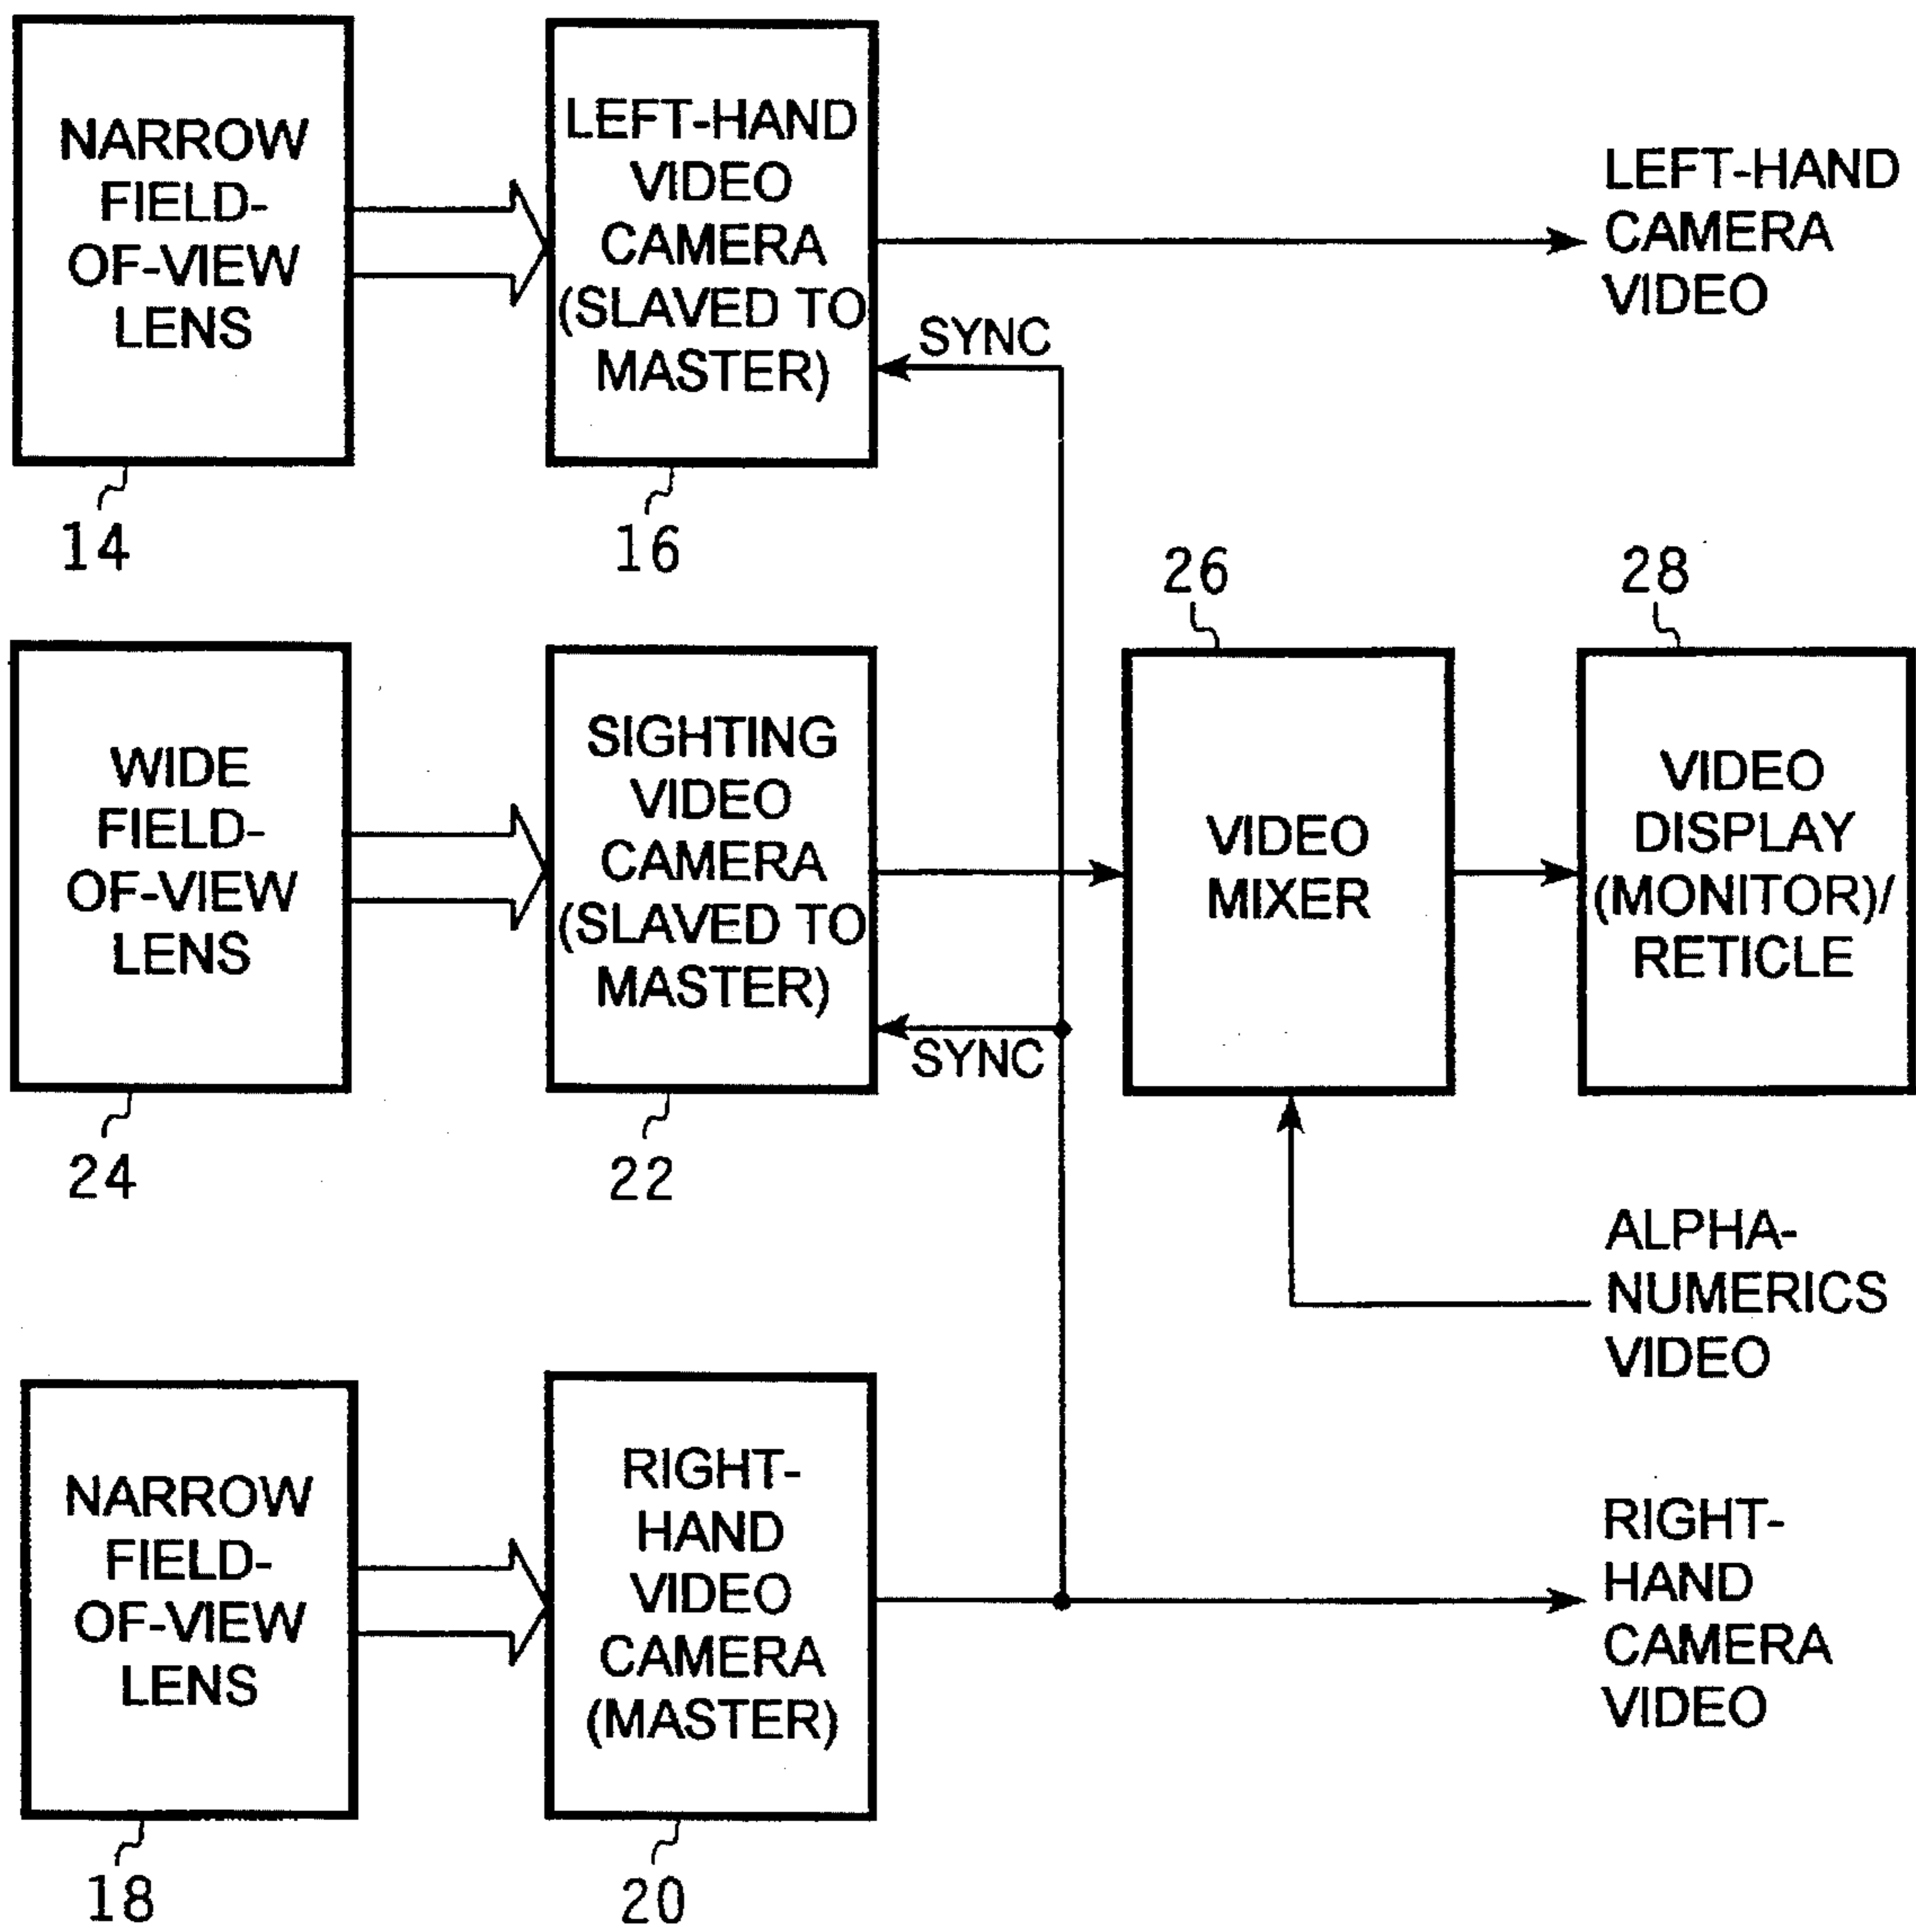 NARROW
FIELD-
OF-VIEW
LENS
14
LEFT-HAND
VIDEO
CAMERA
(SLAVED TO
MASTER)
16
SYNC
LEFT-HAND
CAMERA
VIDEO
WIDE
FIELD-
OF-VIEW
LENS
24
SIGHTING
VIDEO
CAMERA
(SLAVED TO
MASTER)
22
SYNC
26
VIDEO
MIXER
28
VIDEO
DISPLAY
(MONITOR)/
RETICLE
ALPHA-
NUMERICS
VIDEO
NARROW
FIELD-
OF-VIEW
LENS
18
RIGHT-
HAND
VIDEO
CAMERA
(MASTER)
20
RIGHT-
HAND
CAMERA
VIDEO